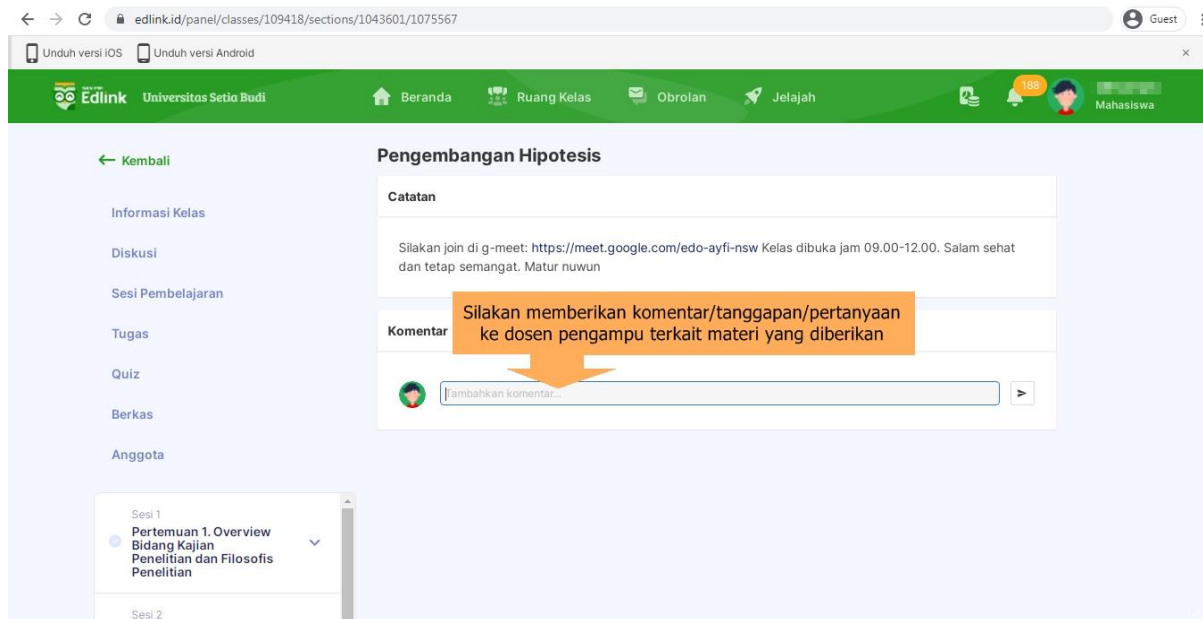 edlink.id/panel/classes/109418/sections/1043601/1075567
Guest
Unduh versi iOS
Unduh versi Android
Edlink
Universitas Setia Budi
Beranda
Ruang Kelas
Obrolan
Jelajah
188
Mahasiswa
Kembali
Pengembangan Hipotesis
Informasi Kelas
Diskusi
Sesi Pembelajaran
Tugas
Quiz
Berkas
Anggota
Catatan
Silakan join di g-meet: https://meet.google.com/edo-ayfi-nsw Kelas dibuka jam 09.00-12.00. Salam sehat
dan tetap semangat. Matur nuwun
Silakan memberikan komentar/tanggapan/pertanyaan
ke dosen pengampu terkait materi yang diberikan
Komentar
Tambahkan komentar...
Sesi 1
Pertemuan 1. Overview
Bidang Kajian
Penelitian dan Filosofis
Penelitian
Sesi 2